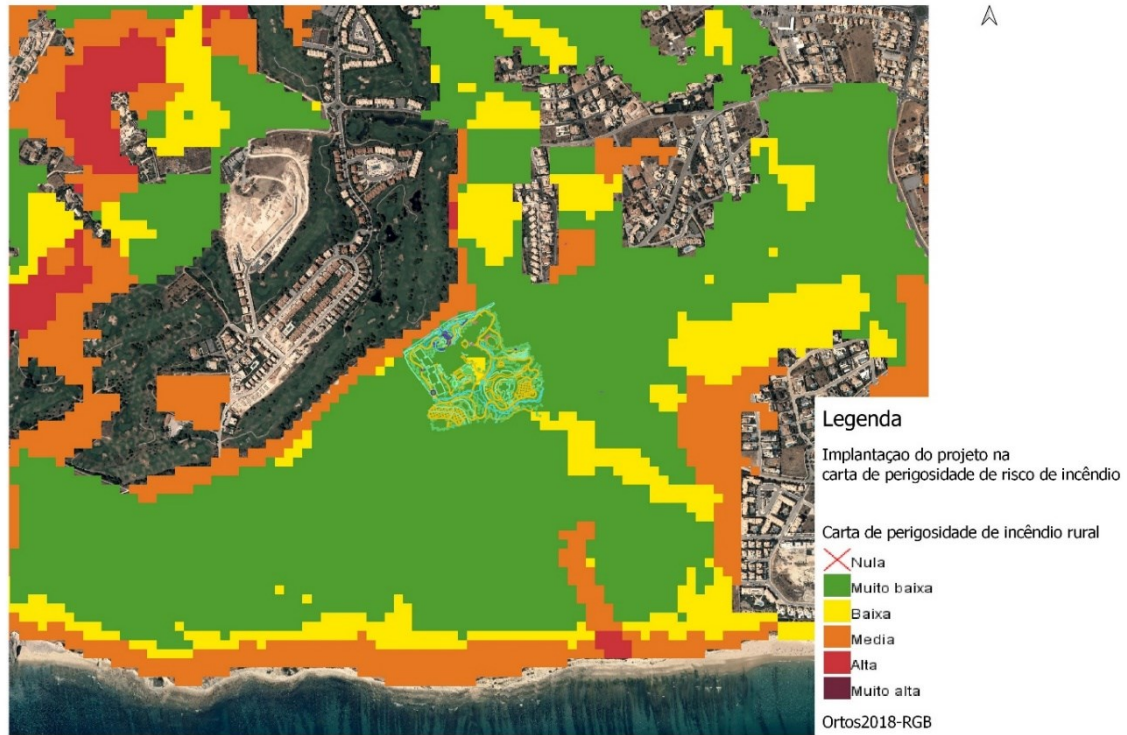 Legenda
Implantaçao do projeto na
carta de perigosidade de risco de incêndio
Carta de perigosidade de incêndio rural
Nula
Muito baixa
Baixa
Media
Alta
Muito alta
Ortos2018-RGB